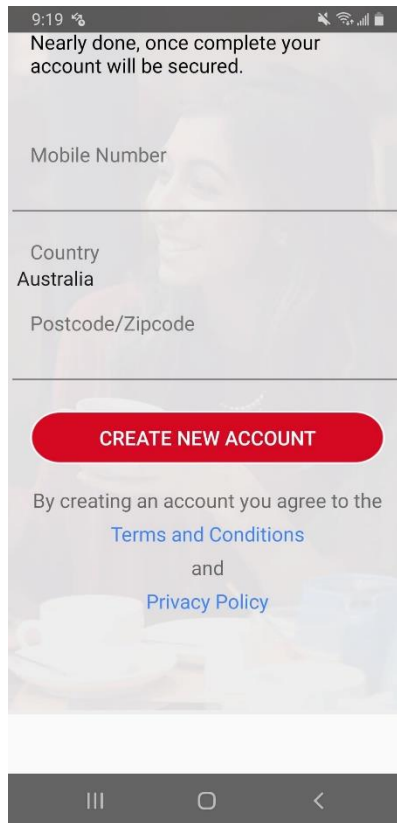 9:19
Nearly done, once complete your
account will be secured.
Mobile Number
Country
Australia
Postcode/Zipcode
CREATE NEW ACCOUNT
By creating an account you agree to the
Terms and Conditions
and
Privacy Policy